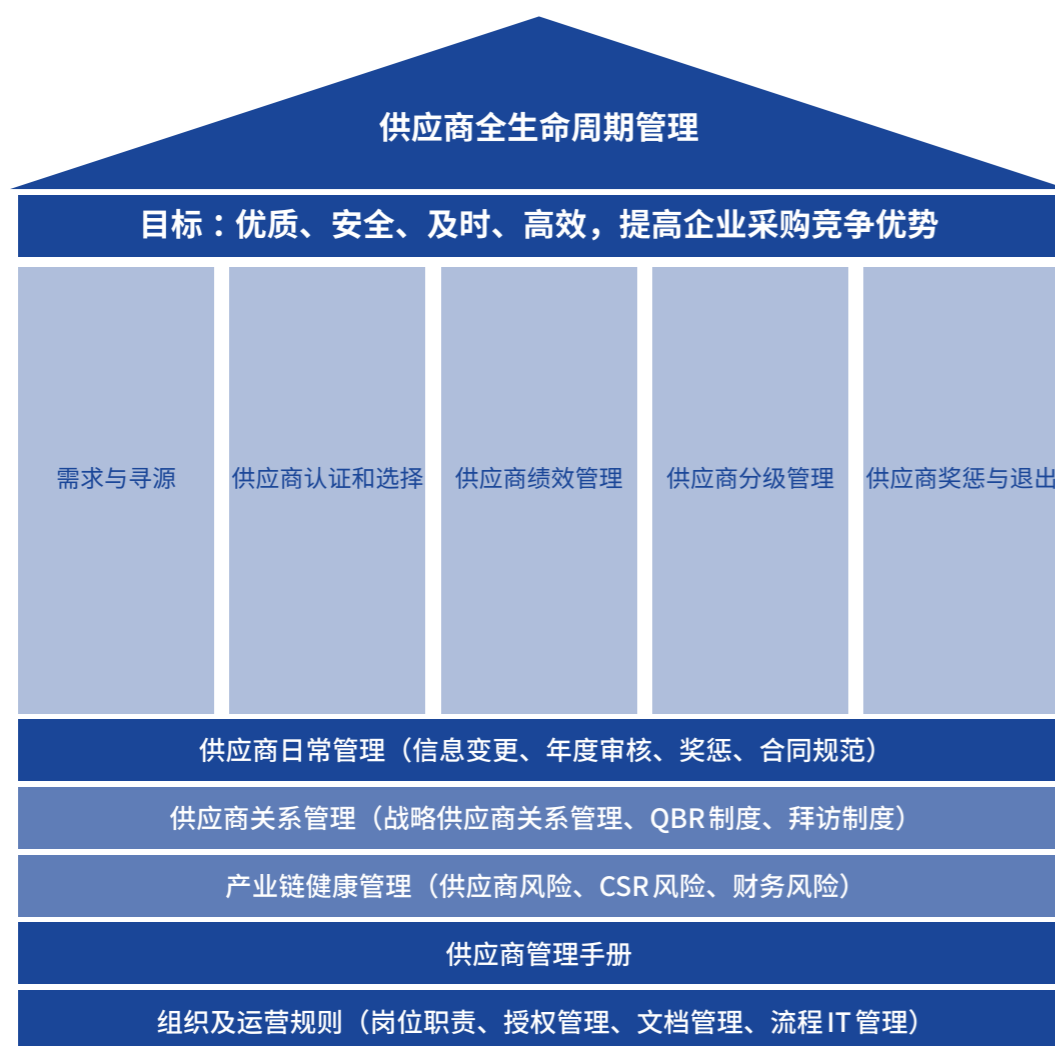 供应商全生命周期管理
目标：优质、安全、及时、高效，提高企业采购竞争优势
需求与寻源
供应商认证和选择
供应商绩效管理
供应商分级管理
供应商奖惩与退出
供应商日常管理（信息变更、年度审核、奖惩、合同规范）
供应商关系管理（战略供应商关系管理、QBR制度、拜访制度）
产业链健康管理（供应商风险、CSR风险、财务风险）
供应商管理手册
组织及运营规则（岗位职责、授权管理、文档管理、流程IT管理）